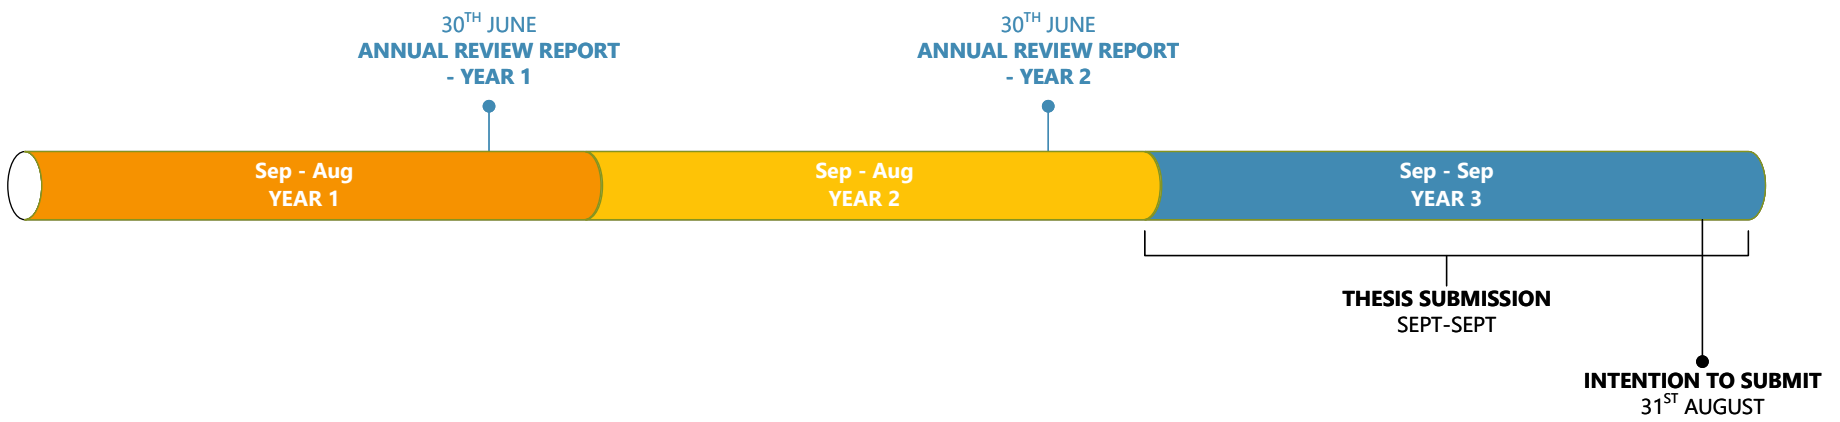 30TH JUNE
ANNUAL REVIEW REPORT
- YEAR 1
30TH JUNE
ANNUAL REVIEW REPORT
- YEAR 2
Sep - Aug
YEAR 1
Sep - Aug
YEAR 2
Sep - Sep
YEAR 3
THESIS SUBMISSION
SEPT-SEPT
INTENTION TO SUBMIT
31ST AUGUST